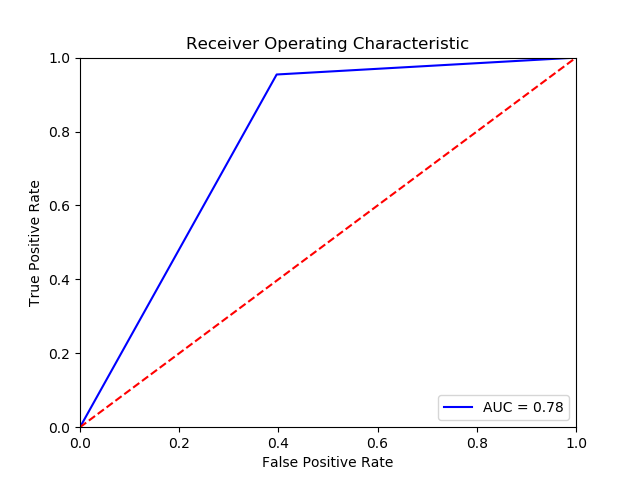 Receiver Operating Characteristic
True Positive Rate
1.0
0.8
0.6
0.4
0.2
0.0
AUC = 0.78
0.0 0.2 0.4 0.6 0.8 1.0
False Positive Rate